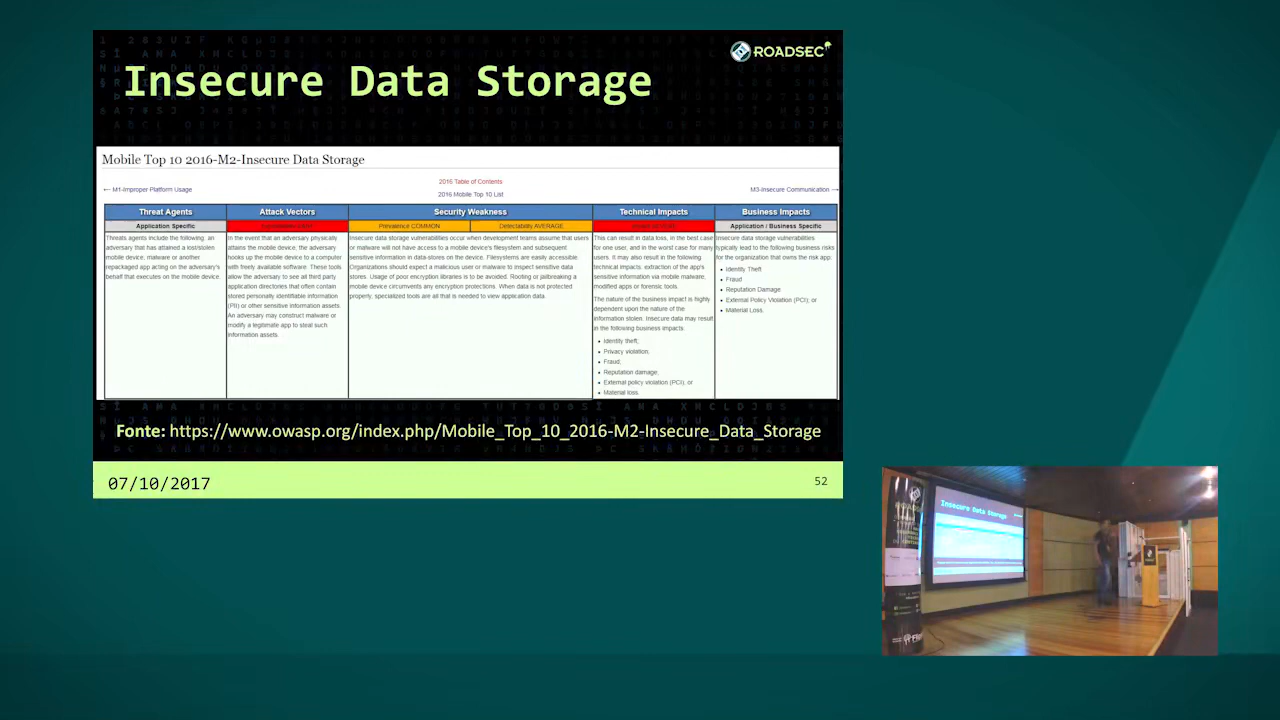 ROADSEC
Insecure Data Storage
Mobile Top 10 2016-M2-Insecure Data Storage
2016 Table of Contents
← M1-Improper Platform Usage
2016 Mobile Top 10 List
M3-Insecure Communication →
Threat Agents
Attack Vectors
Security Weakness
Technical Impacts
Business Impacts
Application Specific
Prevalence COMMON
Detectability AVERAGE
Application / Business Specific
Threats agents include the following: an
adversary that has attained a lost/stolen
mobile device; malware or another
repackaged app acting on the adversary's
behalf that executes on the mobile device.
In the event that an adversary physically
attains the mobile device, the adversary
hooks up the mobile device to a computer
with freely available software. These tools
allow the adversary to see all third party
application directories that often contain
stored personally identifiable information
(PII) or other sensitive information assets.
An adversary may construct malware or
modify a legitimate app to steal such
information assets.
Insecure data storage vulnerabilities occur when development teams assume that users
or malware will not have access to a mobile device's filesystem and subsequent
sensitive information in data-stores on the device. Filesystems are easily accessible.
Organizations should expect a malicious user or malware to inspect sensitive data
stores. Usage of poor encryption libraries is to be avoided. Rooting or jailbreaking a
mobile device circumvents any encryption protections. When data is not protected
properly, specialized tools are all that is needed to view application data.
This can result in data loss, in the best case
for one user, and in the worst case for many
users. It may also result in the following
technical impacts: extraction of the app's
sensitive information via mobile malware,
modified apps or forensic tools.
The nature of the business impact is highly
dependent upon the nature of the
information stolen. Insecure data may result
in the following business impacts:
• Identity theft;
• Privacy violation;
• Fraud;
• Reputation damage;
• External policy violation (PCI); or
• Material loss.
Insecure data storage vulnerabilities
typically lead to the following business risks
for the organization that owns the risk app:
• Identity Theft
• Fraud
• Reputation Damage
• External Policy Violation (PCI); or
• Material Loss.
Fonte: https://www.owasp.org/index.php/Mobile_Top_10_2016-M2-Insecure_Data_Storage
07/10/2017
52
Insecure Data Storage